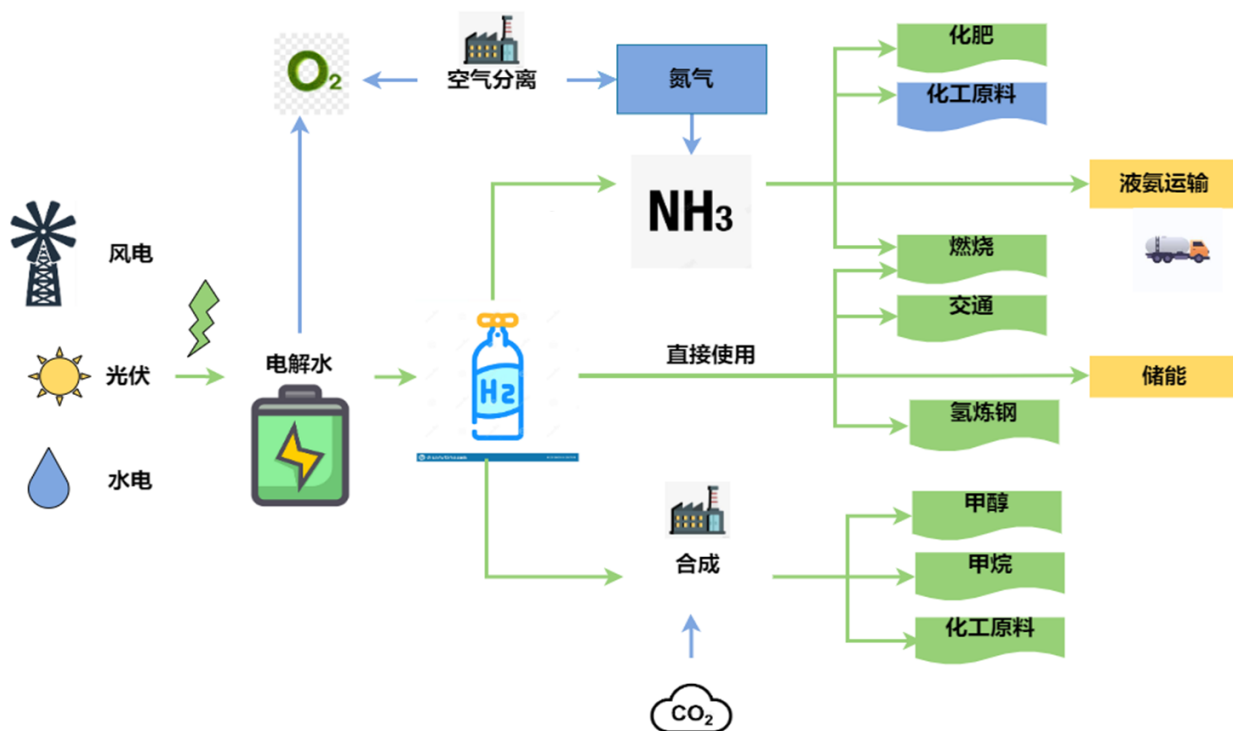 化肥
O₂
空气分离
氮气
化工原料
NH₃
液氨运输
风电
燃烧
交通
电解水
H2
直接使用
光伏
储能
氢炼钢
水电
甲醇
合成
甲烷
化工原料
CO₂